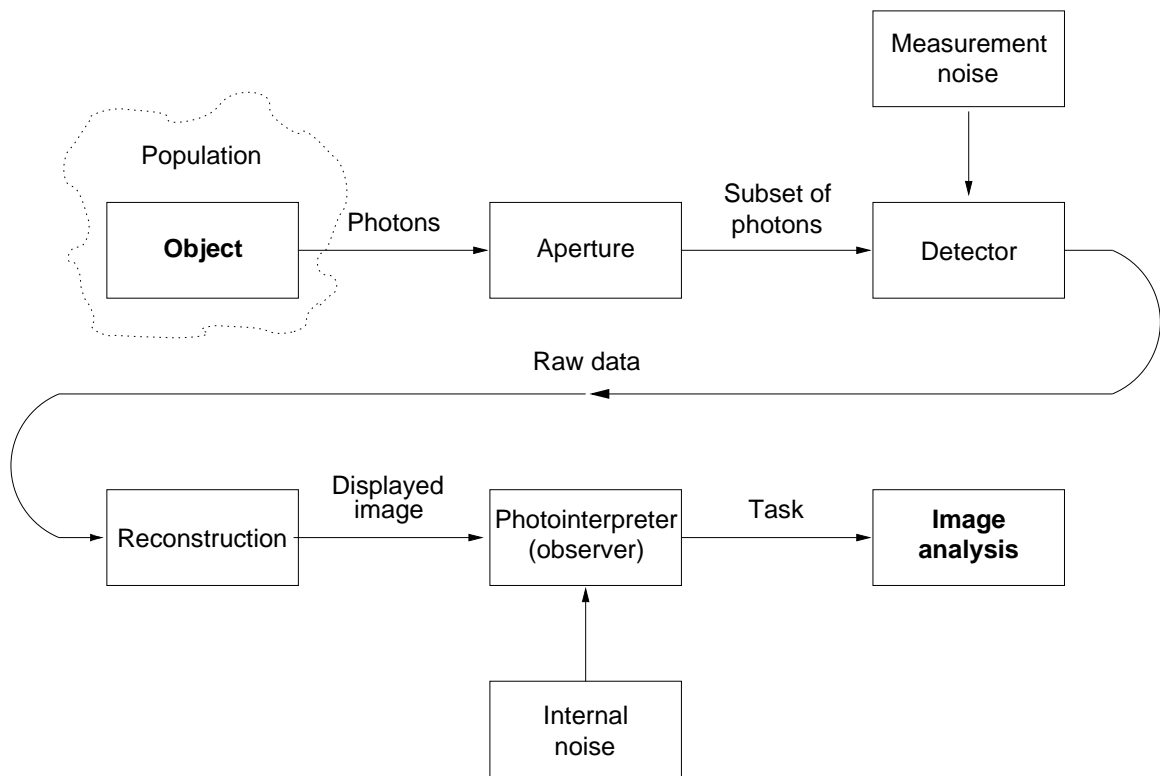 Measurement
noise
Population
Object
Photons
Aperture
Subset of
photons
Detector
Raw data
Reconstruction
Displayed
image
Photointerpreter
(observer)
Task
Image
analysis
Internal
noise